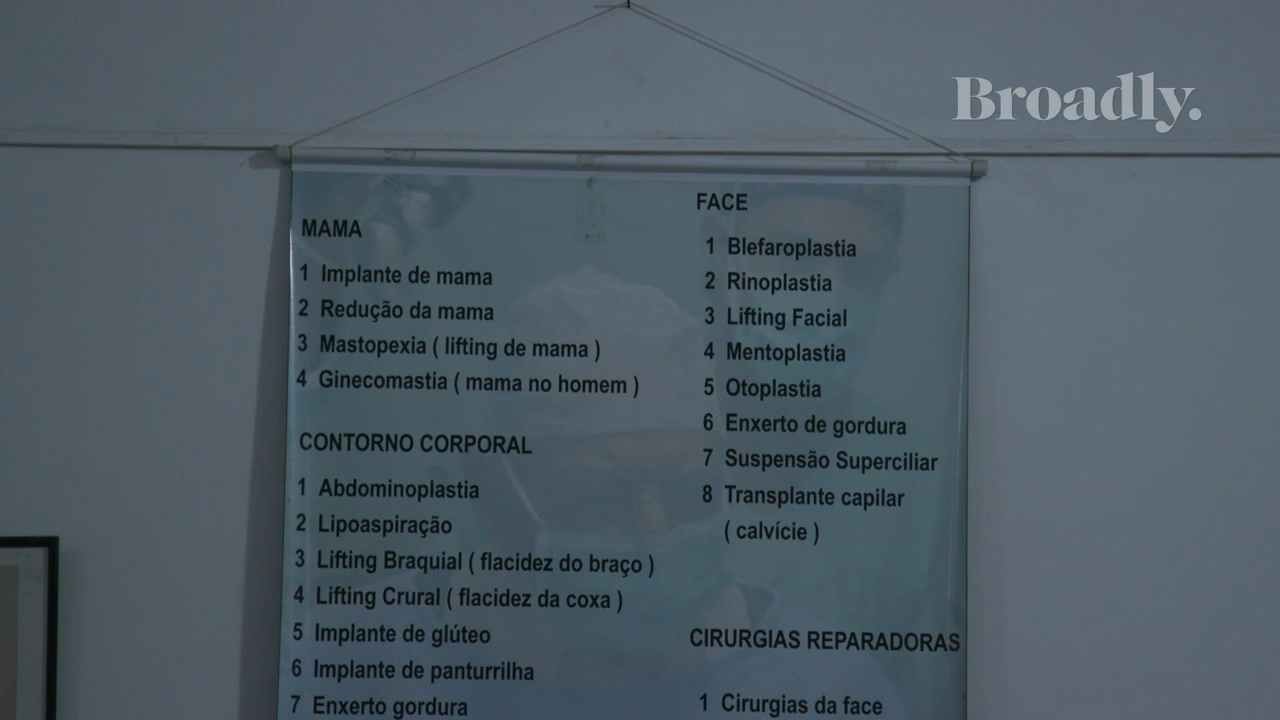 Broadly.
MAMA
1 Implante de mama
2 Redução da mama
3 Mastopexia ( lifting de mama )
4 Ginecomastia ( mama no homem )
CONTORNO CORPORAL
1 Abdominoplastia
2 Lipoaspiração
3 Lifting Braquial ( flacidez do braço )
4 Lifting Crural ( flacidez da coxa )
5 Implante de glúteo
6 Implante de panturrilha
7 Enxerto gordura
FACE
1 Blefaroplastia
2 Rinoplastia
3 Lifting Facial
4 Mentoplastia
5 Otoplastia
6 Enxerto de gordura
7 Suspensão Superciliar
8 Transplante capilar
( calvície )
CIRURGIAS REPARADORAS
1 Cirurgias da face